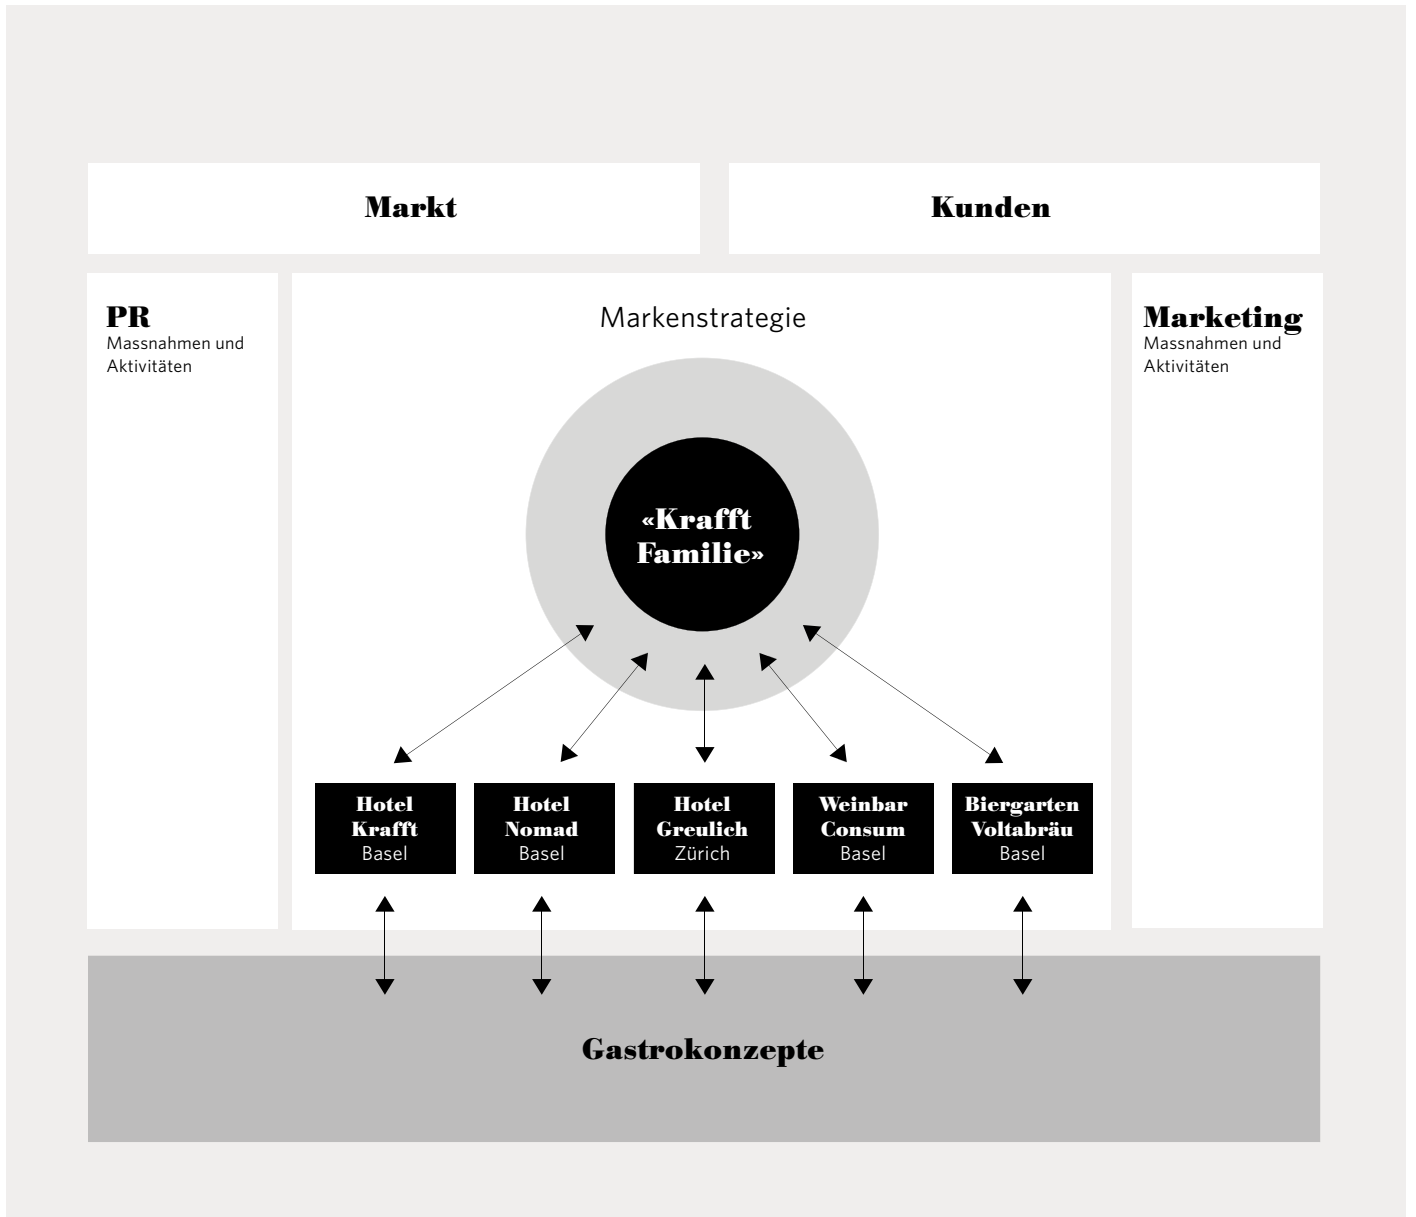 Markt
Kunden
PR
Massnahmen und
Aktivitäten
Markenstrategie
Marketing
Massnahmen und
Aktivitäten
«Krafft
Familie»
Hotel
Krafft
Basel
Hotel
Nomad
Basel
Hotel
Greulich
Zürich
Weinbar
Consum
Basel
Biergarten
Voltabräu
Basel
Gastrokonzepte